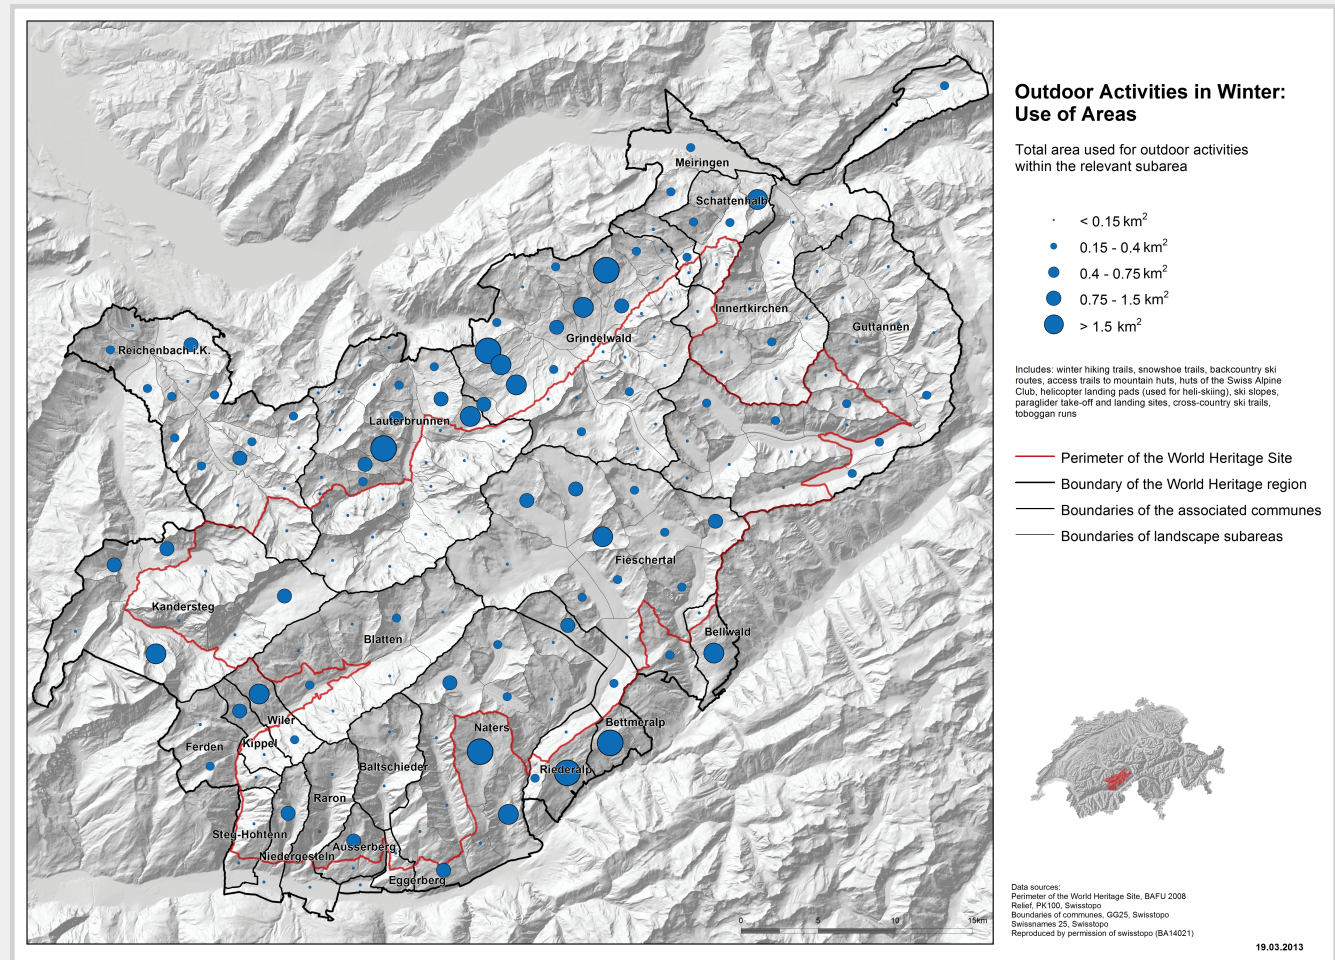 Outdoor Activities in Winter:
Use of Areas
Total area used for outdoor activities
within the relevant subarea
< 0.15 km²
0.15 - 0.4 km²
0.4 - 0.75 km²
0.75 - 1.5 km²
> 1.5 km²
Includes: winter hiking trails, snowshoe trails, backcountry ski
routes, access trails to mountain huts, huts of the Swiss Alpine
Club, helicopter landing pads (used for heli-skiing), ski slopes,
paraglider take-off and landing sites, cross-country ski trails,
toboggan runs
Perimeter of the World Heritage Site
Boundary of the World Heritage region
Boundaries of the associated communes
Boundaries of landscape subareas
Meiringen
Schattenhalb
Innertkirchen
Guttannen
Grindelwald
Reichenbach i.K.
Lauterbrunnen
Fieschertal
Kandersteg
Blatten
Bellwald
Wiler
Naters
Bettmeralp
Ferden
Kippel
Baltschieder
Riederalp
Raron
Steg-Hohtenn
Ausserberg
Niedergesteln
Eggerberg
0 5 10 15km
Data sources:
Perimeter of the World Heritage Site, BAFU 2008
Relief, PK100, Swisstopo
Boundaries of communes, GG25, Swisstopo
Swissnames 25, Swisstopo
Reproduced by permission of swisstopo (BA14021)
19.03.2013